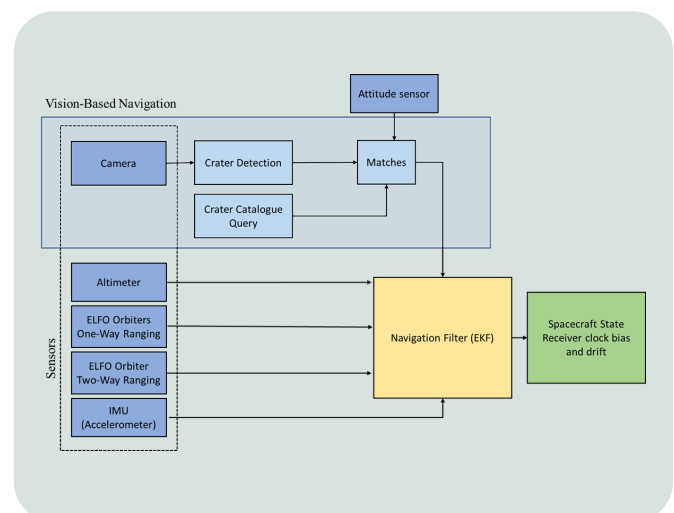 Attitude sensor
Vision-Based Navigation
Camera
Crater Detection
Matches
Crater Catalogue
Query
Sensors
Altimeter
ELFO Orbiters
One-Way Ranging
ELFO Orbiter
Two-Way Ranging
IMU
(Accelerometer)
Navigation Filter (EKF)
Spacecraft State
Receiver clock bias
and drift